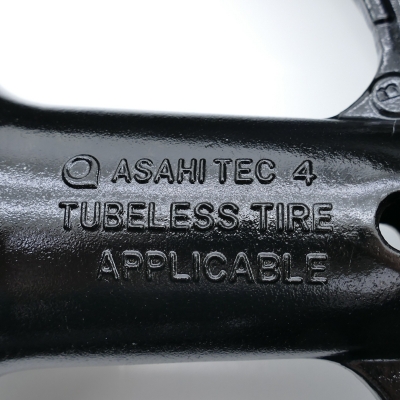 ASAHI TEC 4
TUBELESS TIRE
APPLICABLE
B